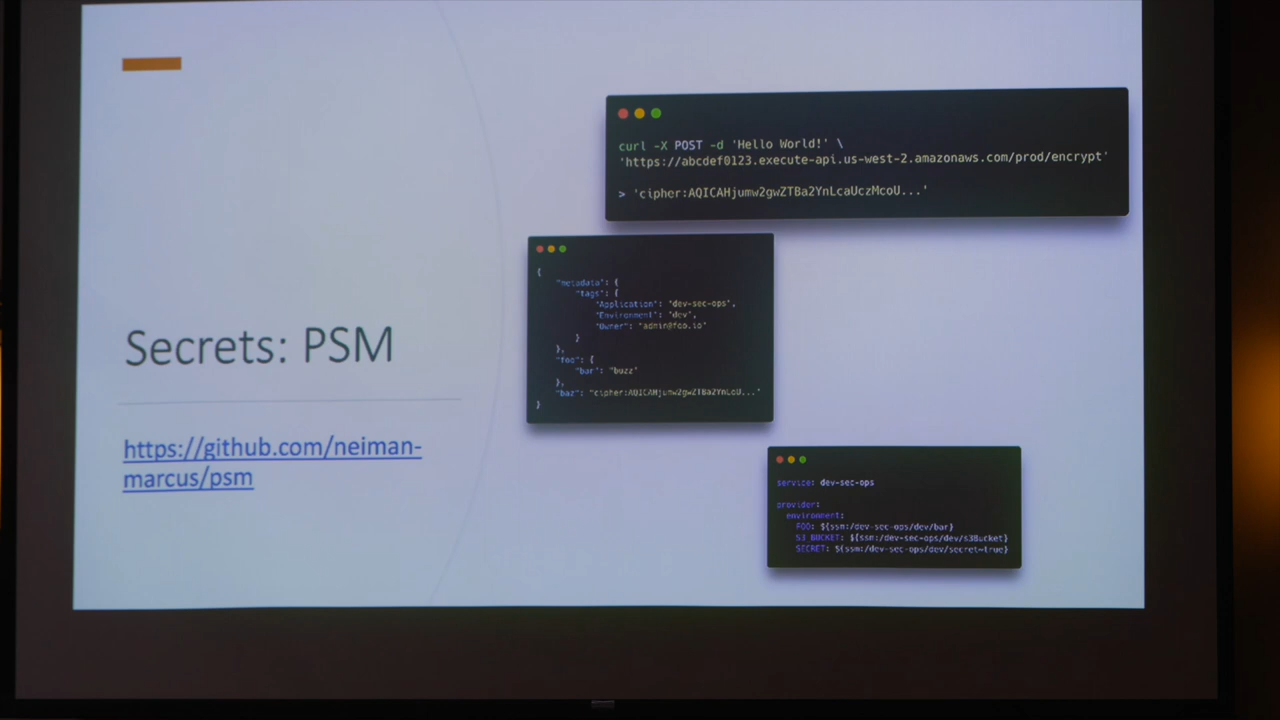 Secrets: PSM
https://github.com/neiman-
marcus/psm
curl -X POST -d 'Hello World!' \
'https://abcdef0123.execute-api.us-west-2.amazonaws.com/prod/encrypt'
> 'cipher:AQICAHjumw2gwZTBa2YnLcaUczMcoU...'
{
"metadata": {
"tags": {
"Application": "dev-sec-ops",
"Environment": "dev",
"Owner": "admin@foo.io"
}
},
"foo": {
"bar": "buzz"
},
"baz": "cipher:AQICAHjumw2gwZTBa2YnLcU..."
}
service: dev-sec-ops
provider:
environment:
FOO: ${ssm:/dev-sec-ops/dev/bar}
S3_BUCKET: ${ssm:/dev-sec-ops/dev/s3Bucket}
SECRET: ${ssm:/dev-sec-ops/dev/secret~true}